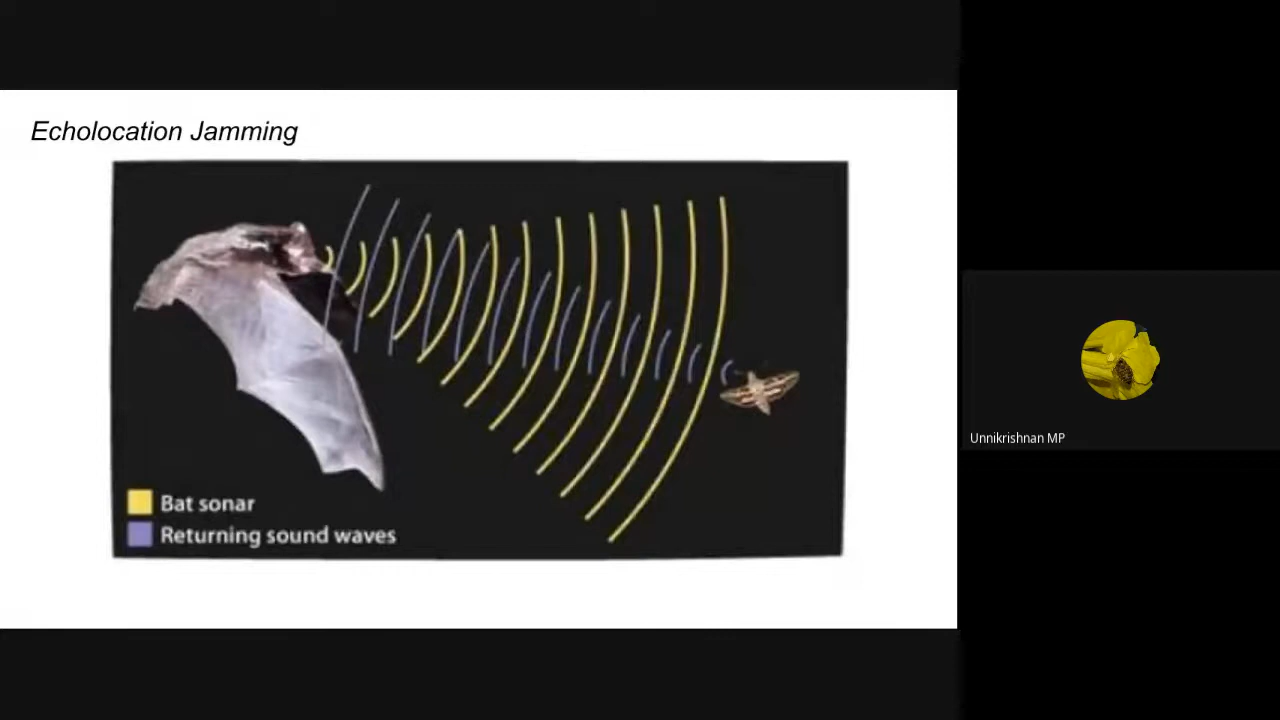 Echolocation Jamming
Bat sonar
Returning sound waves
Unnikrishnan MP